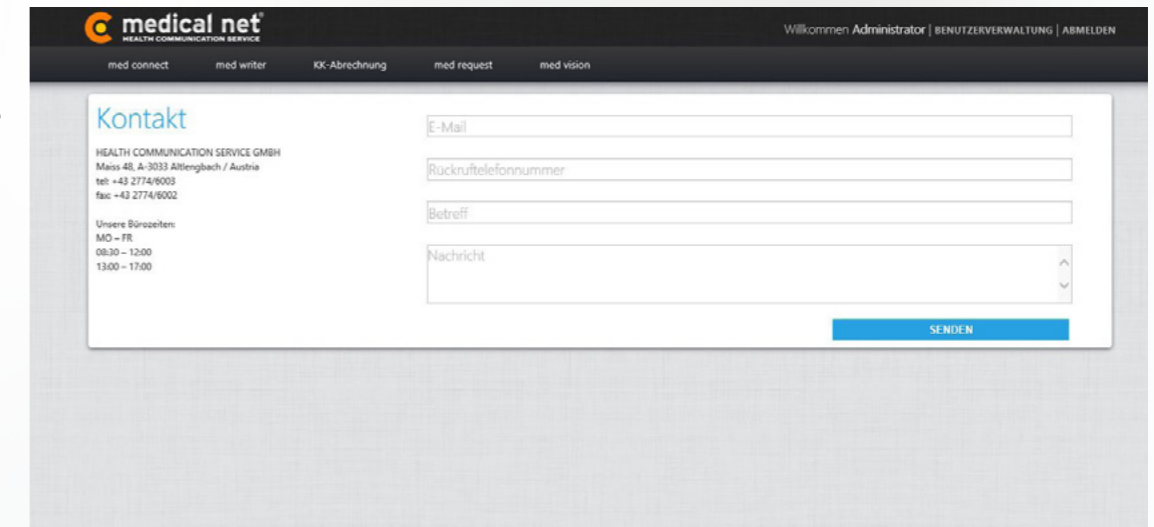 medical net
HEALTH COMMUNICATION SERVICE
Willkommen Administrator | BENUTZERVERWALTUNG | ABMELDEN
med connect med writer KK-Abrechnung med request med vision
Kontakt
HEALTH COMMUNICATION SERVICE GMBH
Maiss 48, A-3033 Altlengbach / Austria
tel: +43 2774/6003
fax: +43 2774/6002
Unsere Bürozeiten:
MO – FR
08:30 – 12:00
13:00 – 17:00
E-Mail
Rückruftelefonnummer
Betreff
Nachricht
SENDEN